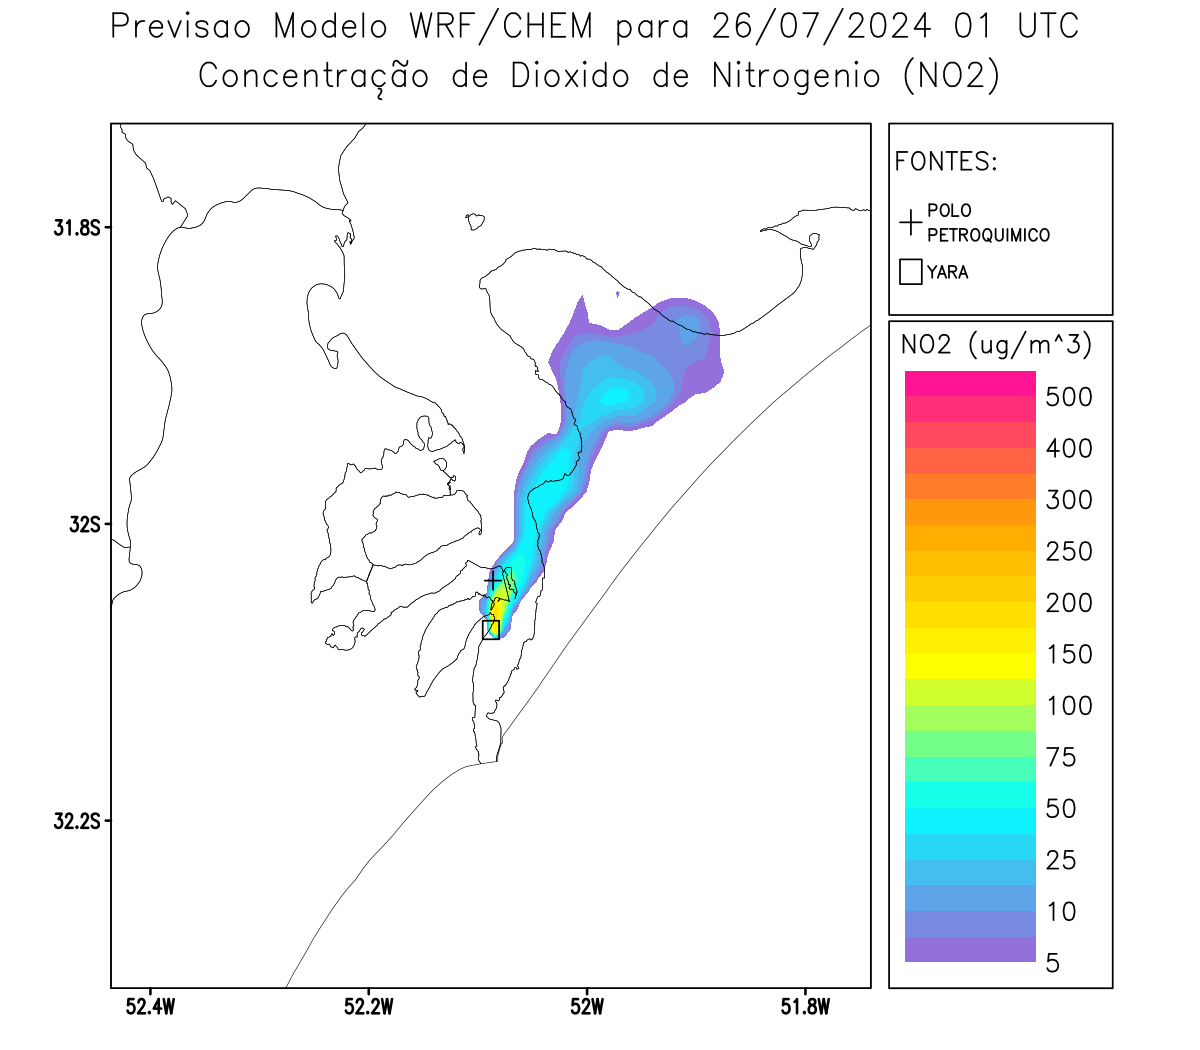 Previsao Modelo WRF/CHEM para 26/07/2024 01 UTC
Concentração de Dioxido de Nitrogenio (NO2)
FONTES:
POLO
PETROQUIMICO
YARA
31.8S
32S
32.2S
52.4W
52.2W
52W
51.8W
NO2 (ug/m^3)
500
400
300
250
200
150
100
75
50
25
10
5